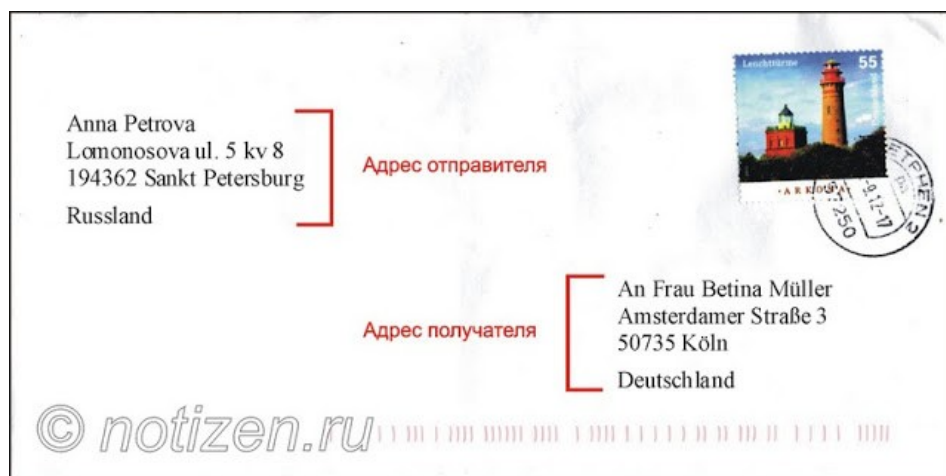 Leuchttürme 55
Anna Petrova
Lomonosova ul. 5 kv 8
194362 Sankt Petersburg
Russland
Адрес отправителя
ARKONA
An Frau Betina Müller
Amsterdamer Straße 3
50735 Köln
Deutschland
Адрес получателя
© notizen.ru